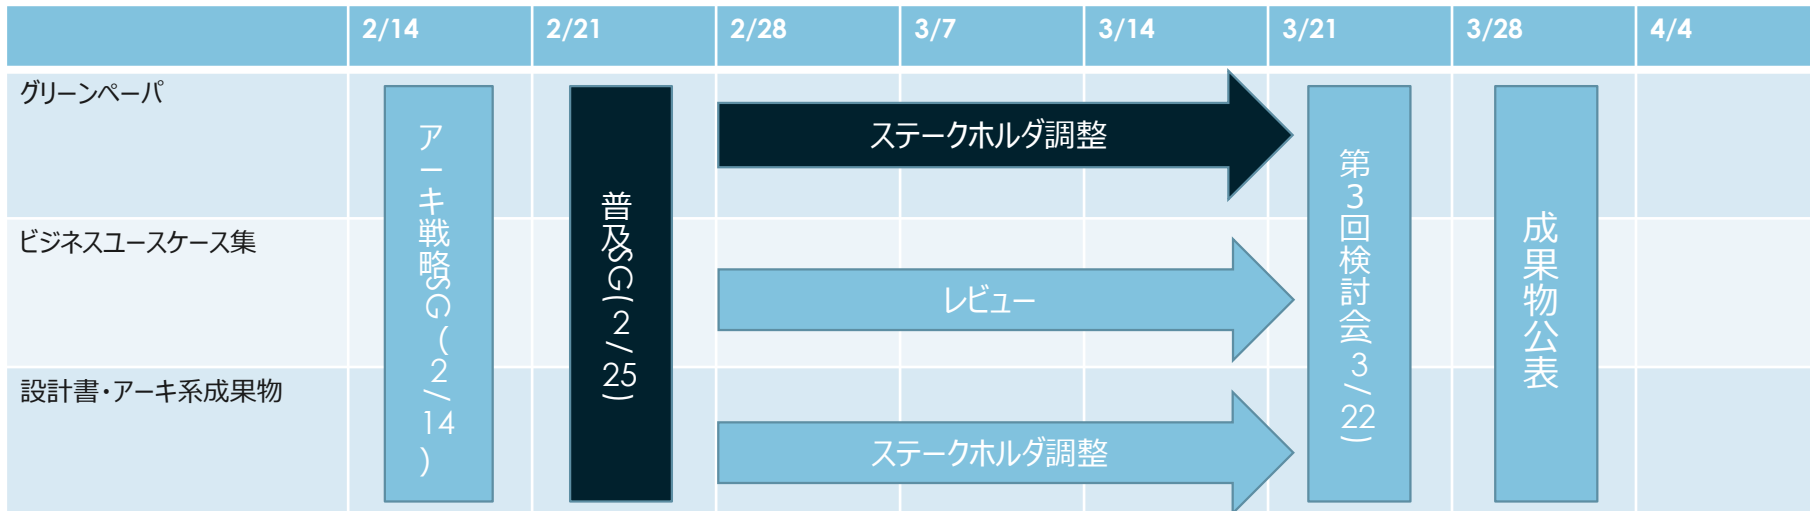 2/14
2/21
2/28
3/7
3/14
3/21
3/28
4/4
グリーンペーパ
ビジネスユースケース集
設計書・アーキ系成果物
アーキ戦略SG(2/14)
普及SG(2/25)
ステークホルダ調整
レビュー
ステークホルダ調整
第3回検討会(3/22)
成果物公表